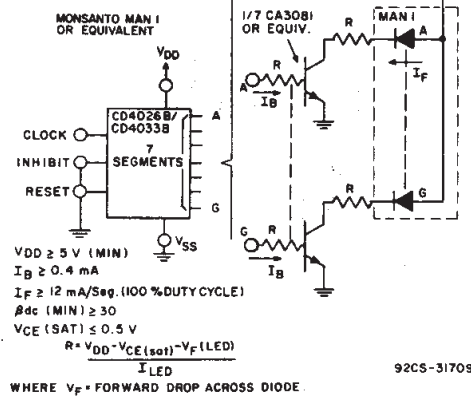 MONSANTO MAN I
OR EQUIVALENT
VDD
CD4026B/
CD4033B
7
SEGMENTS
A
G
CLOCK
INHIBIT
RESET
VSS
1/7 CA3081
OR EQUIV.
MAN I
R
A
IF
A
R
IB
R
G
G
R
IB
VDD ≥ 5 V (MIN)
IB ≥ 0.4 mA
IF ≥ 12 mA/Seg. (100 % DUTY CYCLE)
βdc (MIN) ≥ 30
VCE (SAT) ≤ 0.5 V
R = VDD - VCE(sat) - VF(LED)
ILED
92CS-31709
WHERE VF = FORWARD DROP ACROSS DIODE.